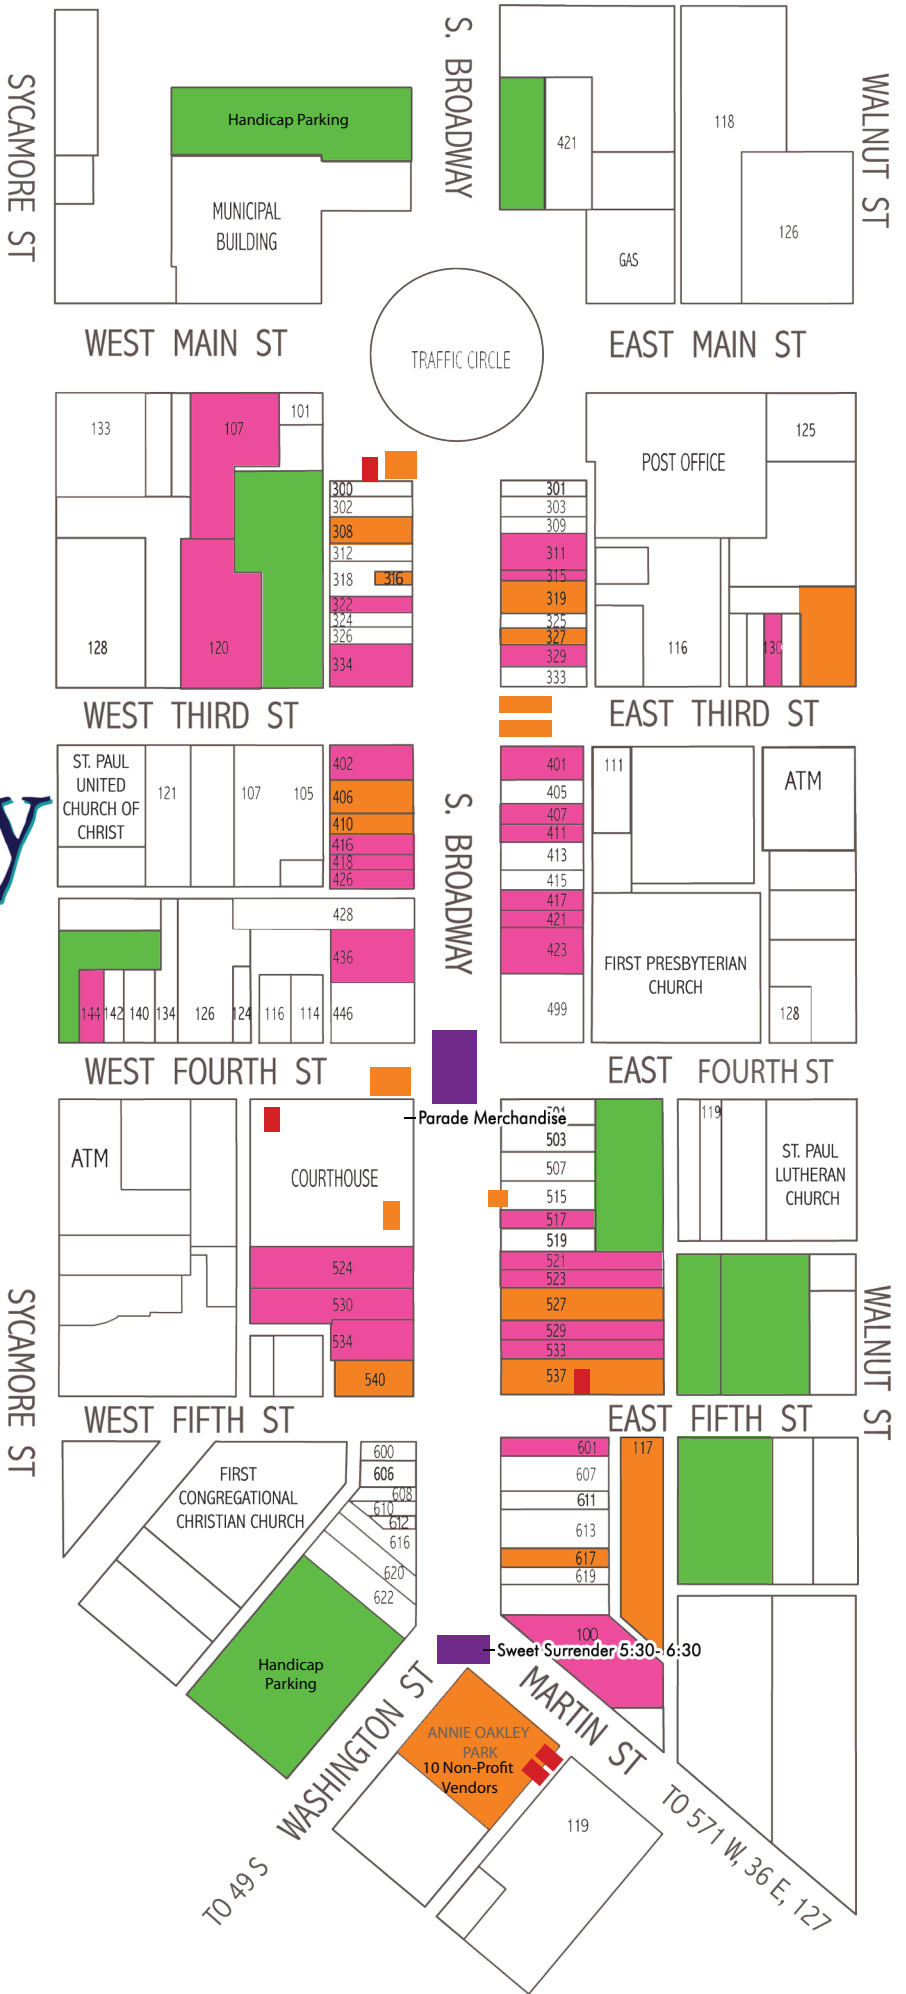 SYCAMORE ST
S. BROADWAY
WALNUT ST
Handicap Parking
MUNICIPAL
BUILDING
421
118
126
GAS
WEST MAIN ST
TRAFFIC CIRCLE
EAST MAIN ST
133
107
101
128
120
300
302
308
312
318
316
322
324
326
334
301
303
309
311
315
319
325
327
329
333
POST OFFICE
125
116
130
WEST THIRD ST
EAST THIRD ST
ST. PAUL
UNITED
CHURCH OF
CHRIST
121
107
105
402
406
410
416
418
426
y
S. BROADWAY
401
405
407
411
413
415
417
421
423
499
111
ATM
FIRST PRESBYTERIAN
CHURCH
128
428
436
446
144
142
140
134
126
124
116
114
WEST FOURTH ST
EAST FOURTH ST
Parade Merchandise
ATM
COURTHOUSE
524
530
534
540
501
503
507
515
517
519
521
523
527
529
533
537
119
ST. PAUL
LUTHERAN
CHURCH
SYCAMORE ST
WALNUT ST
WEST FIFTH ST
EAST FIFTH ST
FIRST
CONGREGATIONAL
CHRISTIAN CHURCH
600
606
608
610
612
616
620
622
601
607
611
613
617
619
117
100
Sweet Surrender 5:30- 6:30
Handicap
Parking
WASHINGTON ST
MARTIN ST
ANNIE OAKLEY
PARK
10 Non-Profit
Vendors
119
TO 49 S
TO 571 W, 36 E, 127